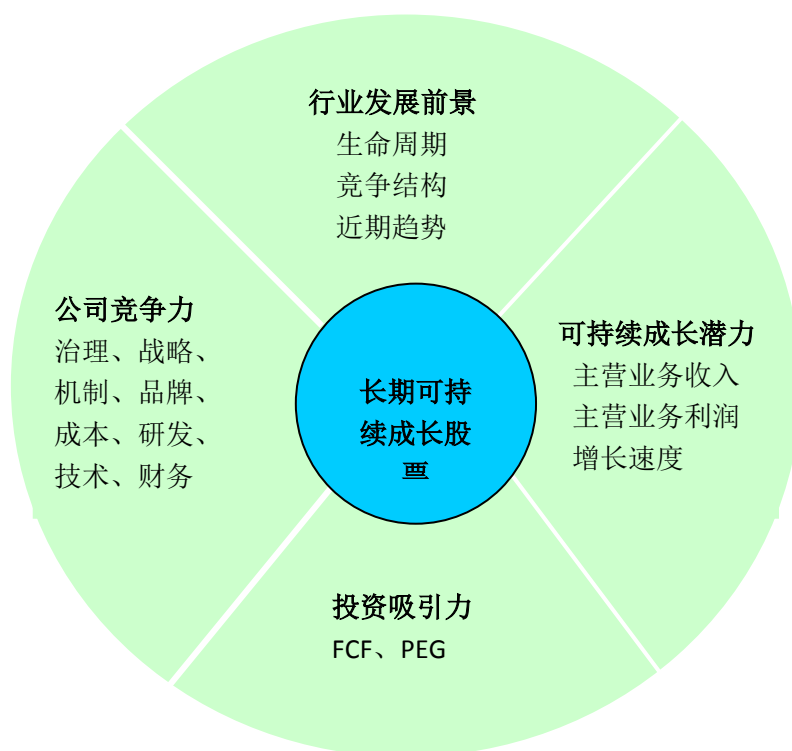 行业发展前景
生命周期
竞争结构
近期趋势
公司竞争力
治理、战略、
机制、品牌、
成本、研发、
技术、财务
长期可持
续成长股
票
可持续成长潜力
主营业务收入
主营业务利润
增长速度
投资吸引力
FCF、PEG